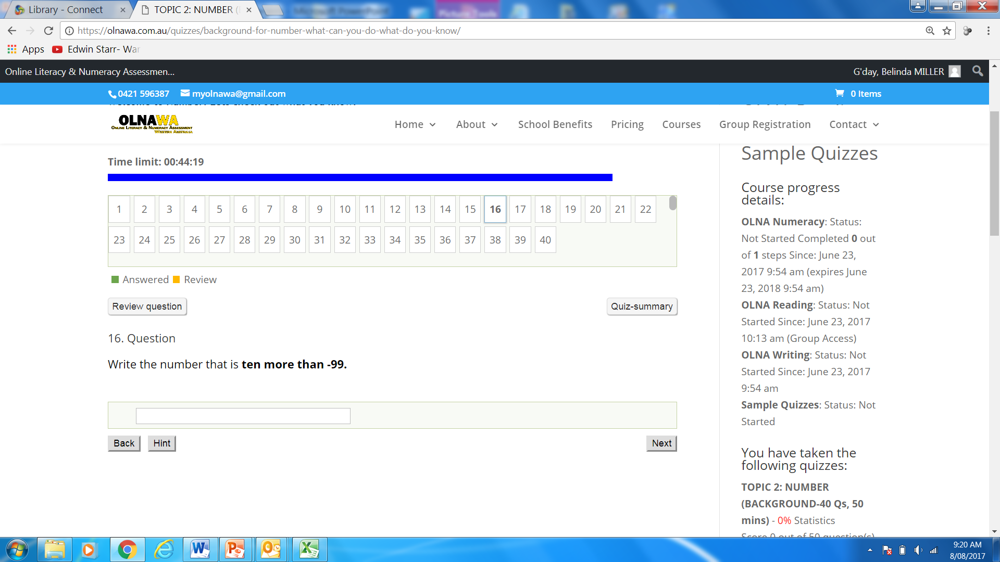 Library - Connect
TOPIC 2: NUMBER (
Microsoft PowerPoint
Picture Tools
https://olnawa.com.au/quizzes/background-for-number-what-can-you-do-what-do-you-know/
Apps
Edwin Starr- War
Online Literacy & Numeracy Assessmen...
G'day, Belinda MILLER
0421 596387
myolnawa@gmail.com
0 Items
OLNAWA
ONLINE LITERACY & NUMERACY ASSESSMENT
WESTERN AUSTRALIA
Home
About
School Benefits
Pricing
Courses
Group Registration
Contact
Time limit: 00:44:19
1 2 3 4 5 6 7 8 9 10 11 12 13 14 15 16 17 18 19 20 21 22
23 24 25 26 27 28 29 30 31 32 33 34 35 36 37 38 39 40
Answered Review
Review question
Quiz-summary
16. Question
Write the number that is ten more than -99.
Back
Hint
Next
Sample Quizzes
Course progress
details:
OLNA Numeracy: Status:
Not Started Completed 0 out
of 1 steps Since: June 23,
2017 9:54 am (expires June
23, 2018 9:54 am)
OLNA Reading: Status: Not
Started Since: June 23, 2017
10:13 am (Group Access)
OLNA Writing: Status: Not
Started Since: June 23, 2017
9:54 am
Sample Quizzes: Status: Not
Started
You have taken the
following quizzes:
TOPIC 2: NUMBER
(BACKGROUND-40 Qs, 50
mins) - 0% Statistics
Score 0 out of 50 question(s)
9:20 AM
8/08/2017